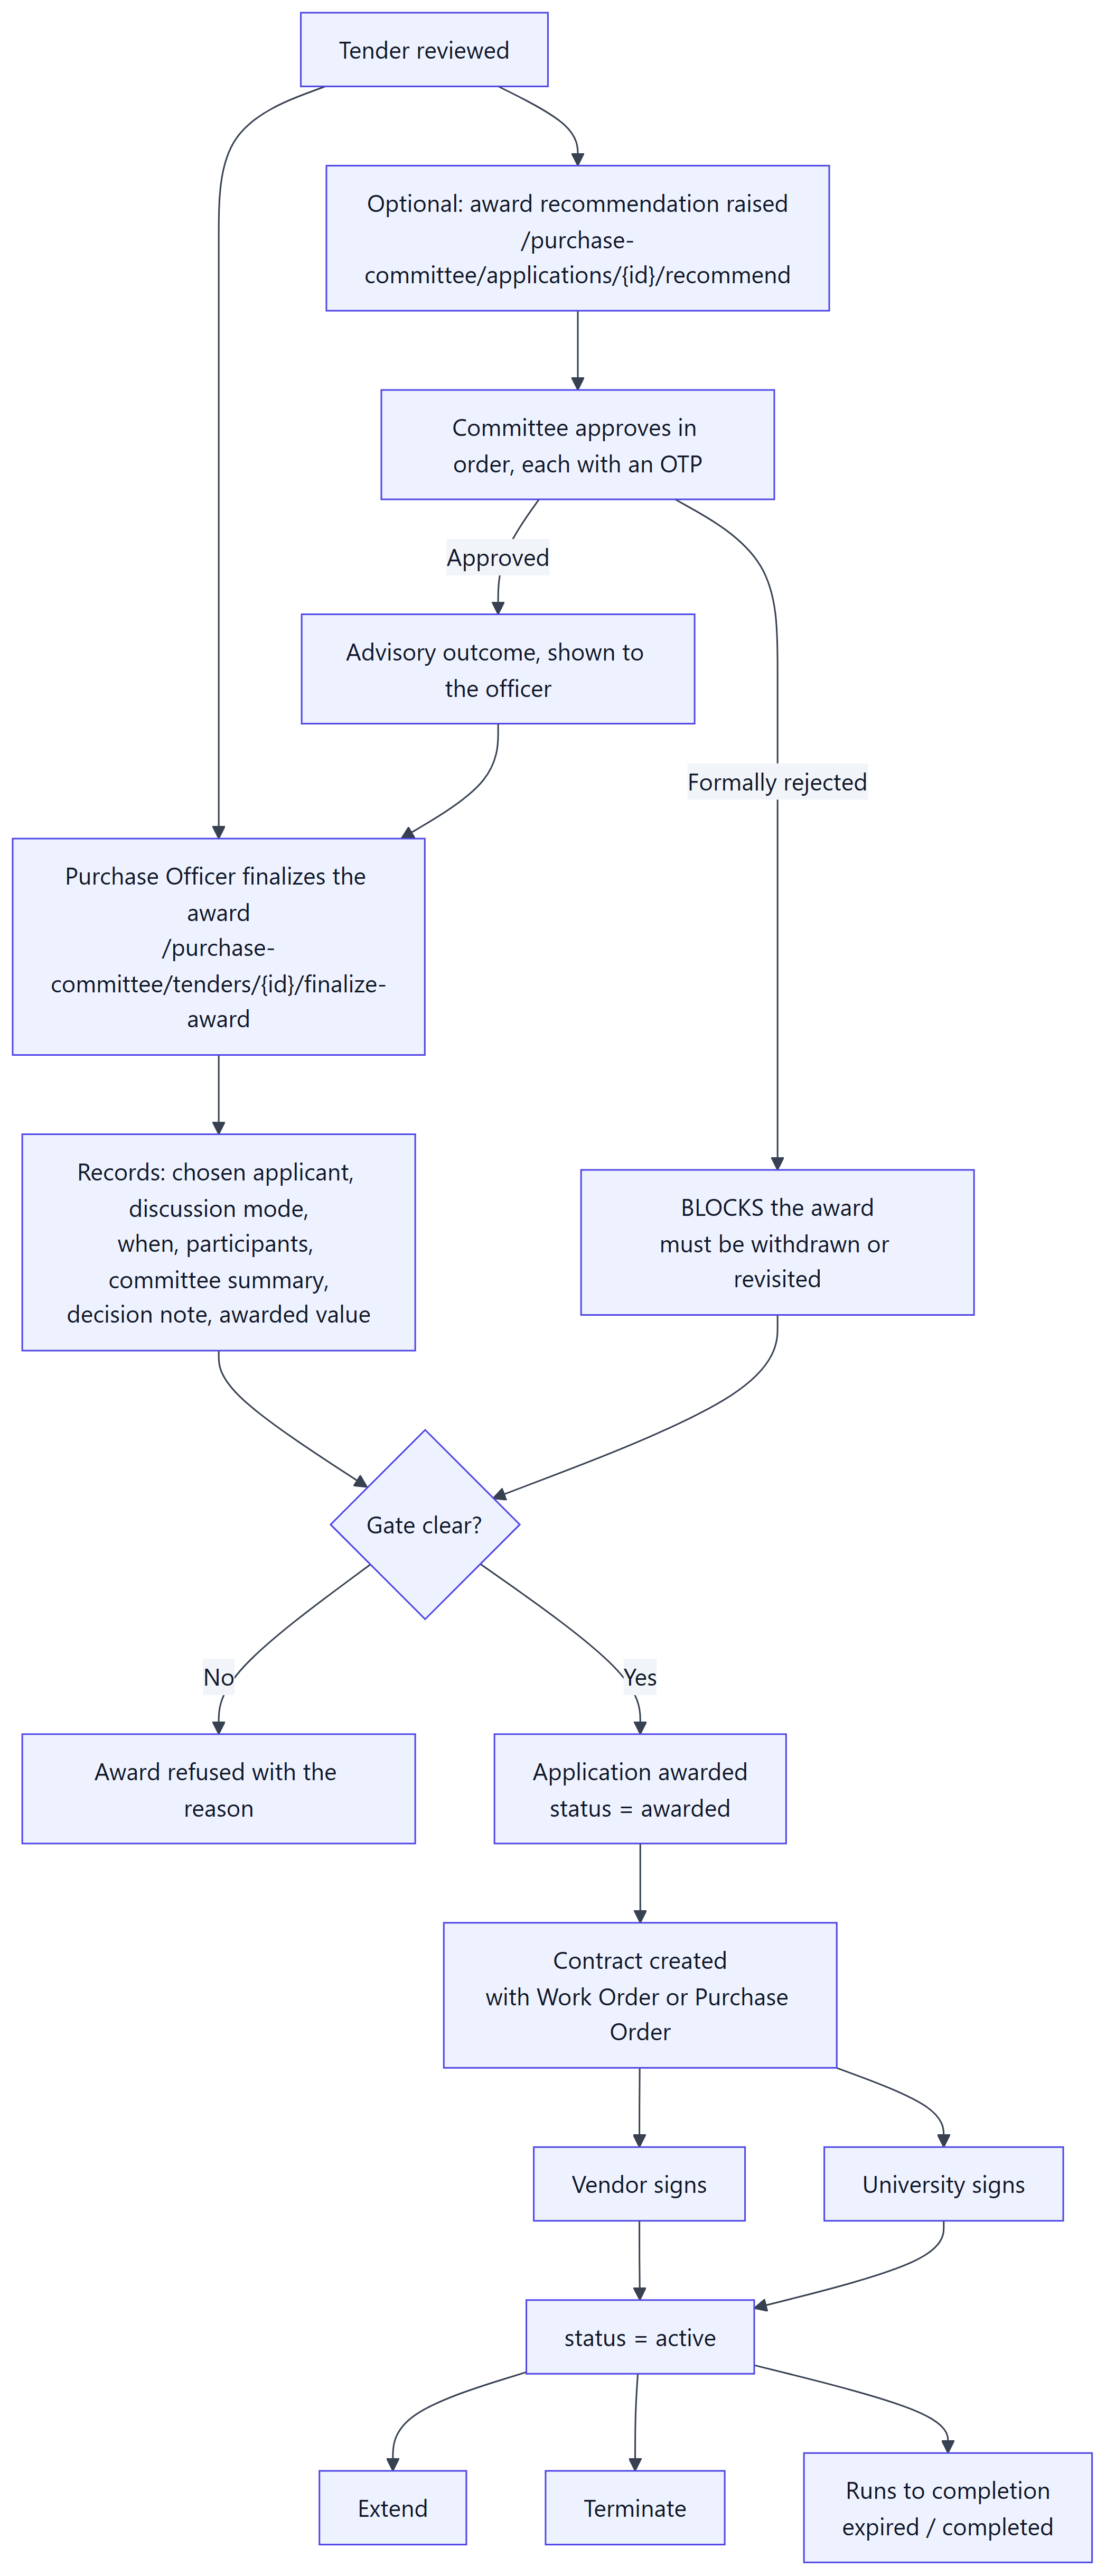 Tender reviewed
Optional: award recommendation raised
/purchase-
committee/applications/{id}/recommend
Committee approves in
order, each with an OTP
Approved
Advisory outcome, shown to
the officer
Formally rejected
Purchase Officer finalizes the
award
/purchase-
committee/tenders/{id}/finalize-
award
Records: chosen applicant,
discussion mode,
when, participants,
committee summary,
decision note, awarded value
BLOCKS the award
must be withdrawn or
revisited
Gate clear?
No
Yes
Award refused with the
reason
Application awarded
status = awarded
Contract created
with Work Order or Purchase
Order
Vendor signs
University signs
status = active
Extend
Terminate
Runs to completion
expired / completed